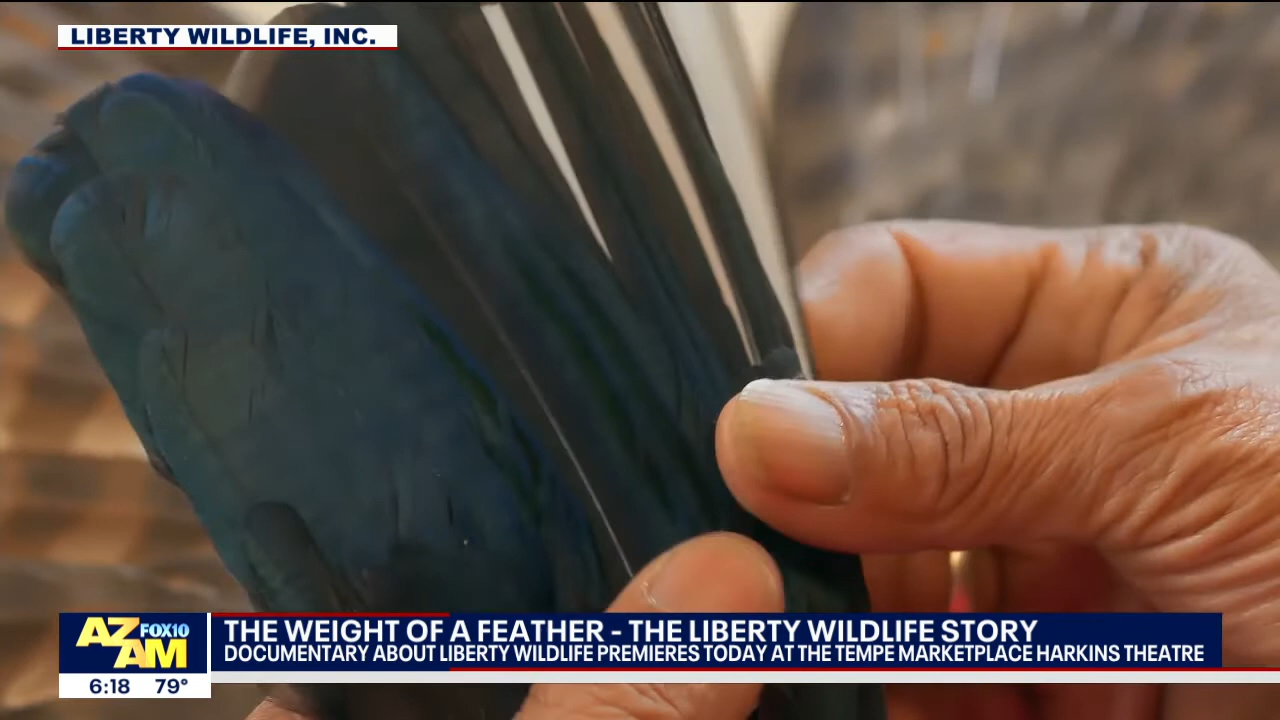 LIBERTY WILDLIFE, INC.
AZ FOX10
AM
THE WEIGHT OF A FEATHER - THE LIBERTY WILDLIFE STORY
DOCUMENTARY ABOUT LIBERTY WILDLIFE PREMIERES TODAY AT THE TEMPE MARKETPLACE HARKINS THEATRE
6:18 79°